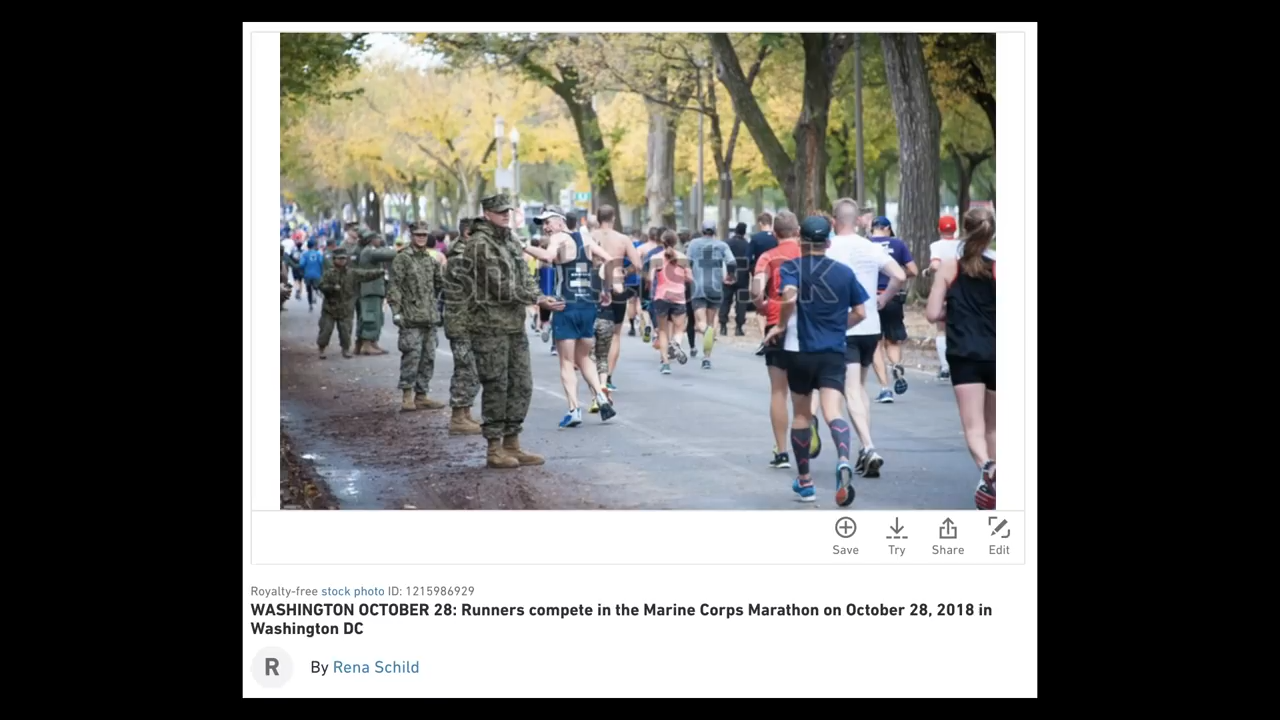 shutterstock
Save Try Share Edit
Royalty-free stock photo ID: 1215986929
WASHINGTON OCTOBER 28: Runners compete in the Marine Corps Marathon on October 28, 2018 in
Washington DC
R
By Rena Schild